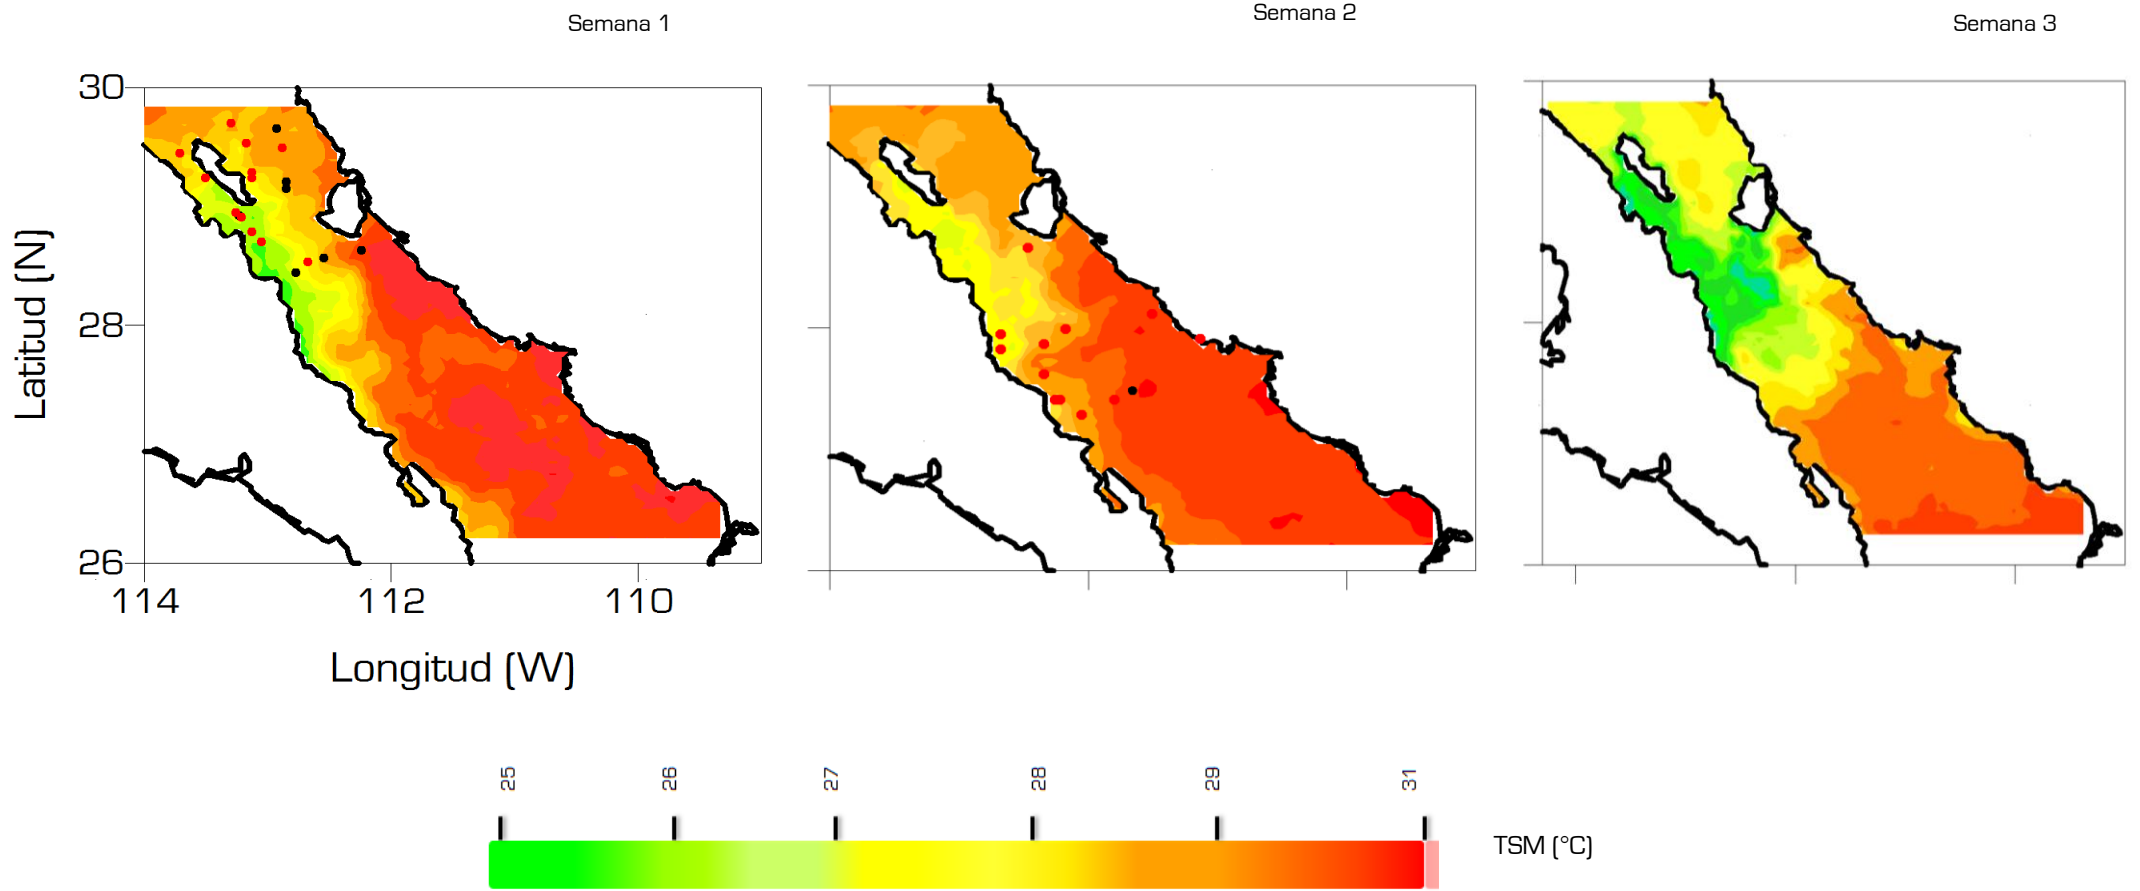 Semana 1
Semana 2
Semana 3
30
28
26
Latitud (N)
114
112
110
Longitud (W)
25
26
27
28
29
31
TSM (°C)